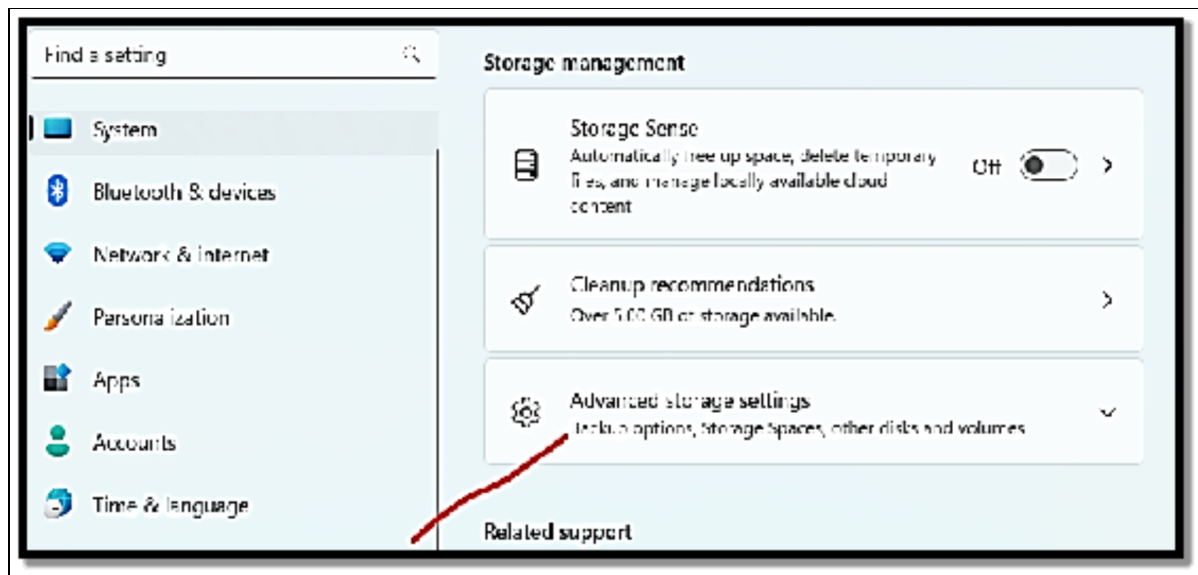 Find a setting
System
Bluetooth & devices
Network & internet
Personalization
Apps
Accounts
Time & language
Storage management
Storage Sense
Automatically free up space, delete temporary
files, and manage locally available cloud
content
Off
Cleanup recommendations
Over 5.00 GB of storage available.
Advanced storage settings
Backup options, Storage Spaces, other disks and volumes
Related support